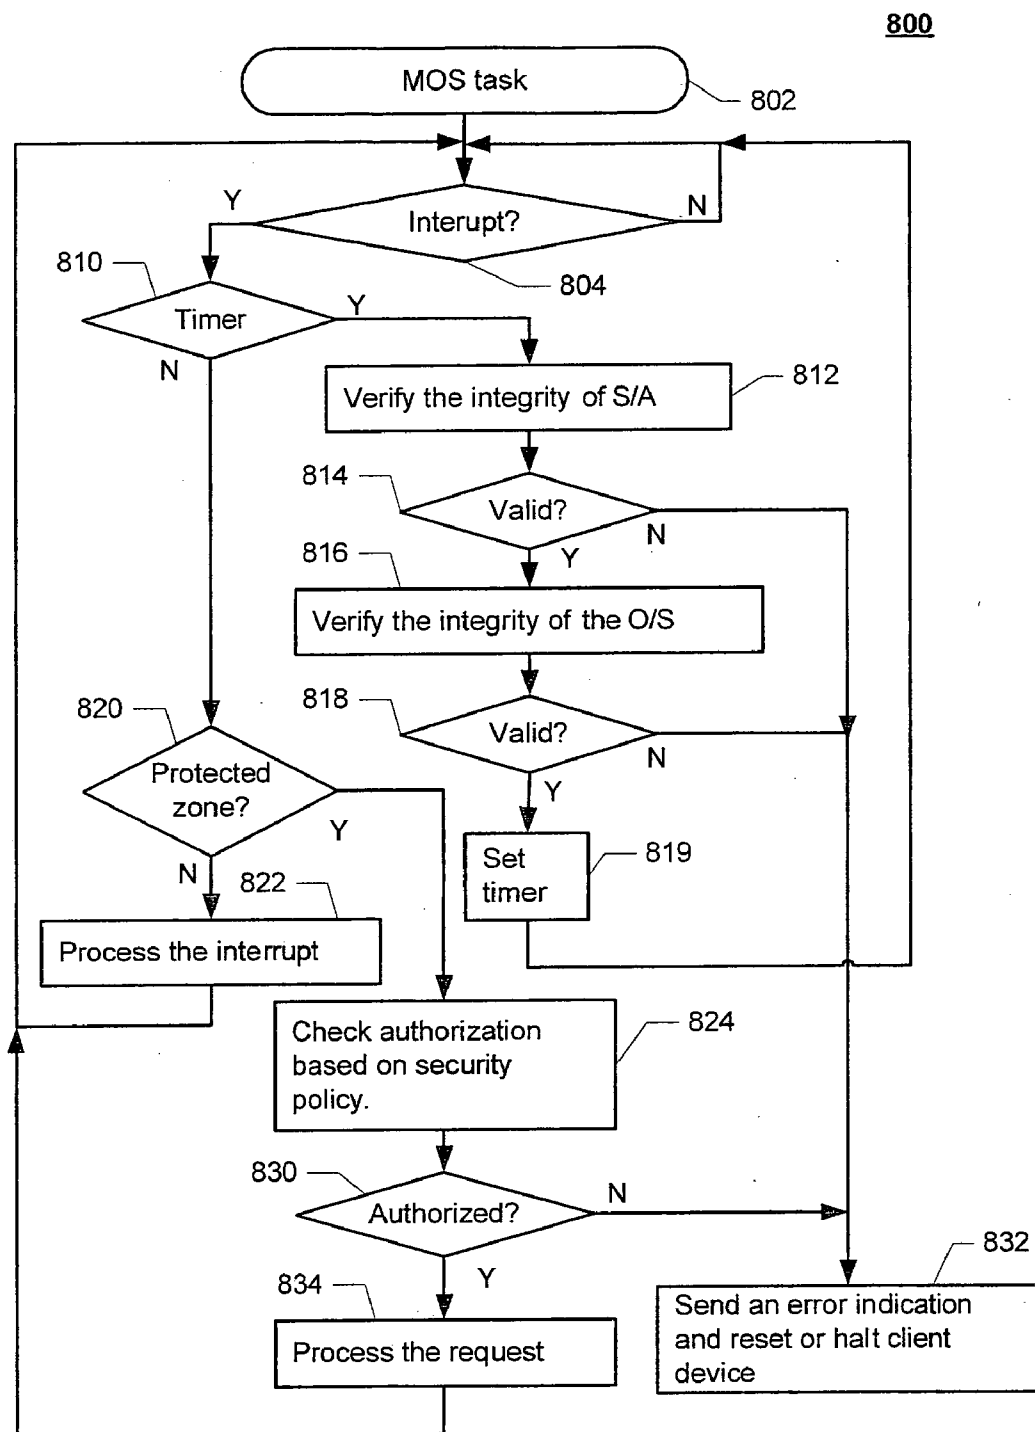 800
MOS task
802
Y
Interupt?
N
804
810
Timer
Y
N
Verify the integrity of S/A
812
814
Valid?
N
Y
816
Verify the integrity of the O/S
818
Valid?
N
Y
820
Protected
zone?
Y
N
Set
timer
819
822
Process the interrupt
Check authorization
based on security
policy.
824
830
Authorized?
N
Y
834
Process the request
832
Send an error indication
and reset or halt client
device